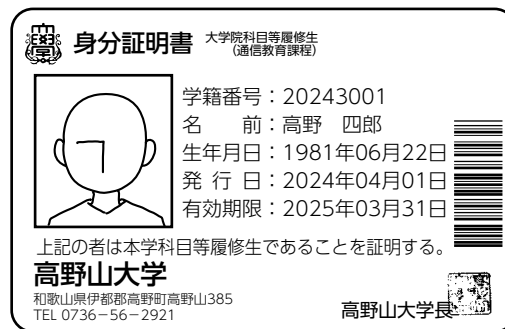 身分証明書 大学院科目等履修生
(通信教育課程)
学籍番号：20243001
名　　前：高野　四郎
生年月日：1981年06月22日
発 行 日：2024年04月01日
有効期限：2025年03月31日
上記の者は本学科目等履修生であることを証明する。
高野山大学
和歌山県伊都郡高野町高野山385
TEL 0736－56－2921
高野山大学長